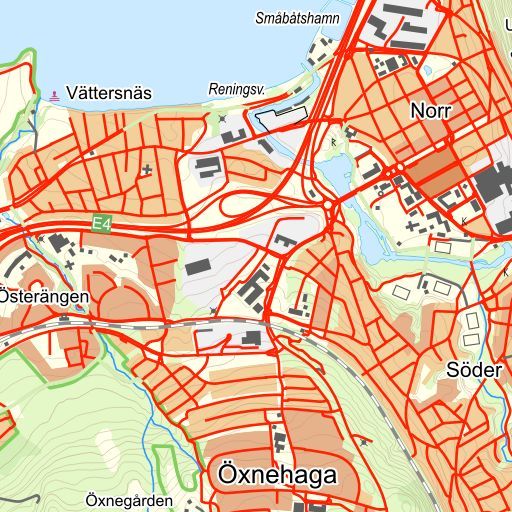 Småbåtshamn
Reningsv.
Vättersnäs
Norr
E4
Österängen
Söder
Öxnehaga
Öxnegården